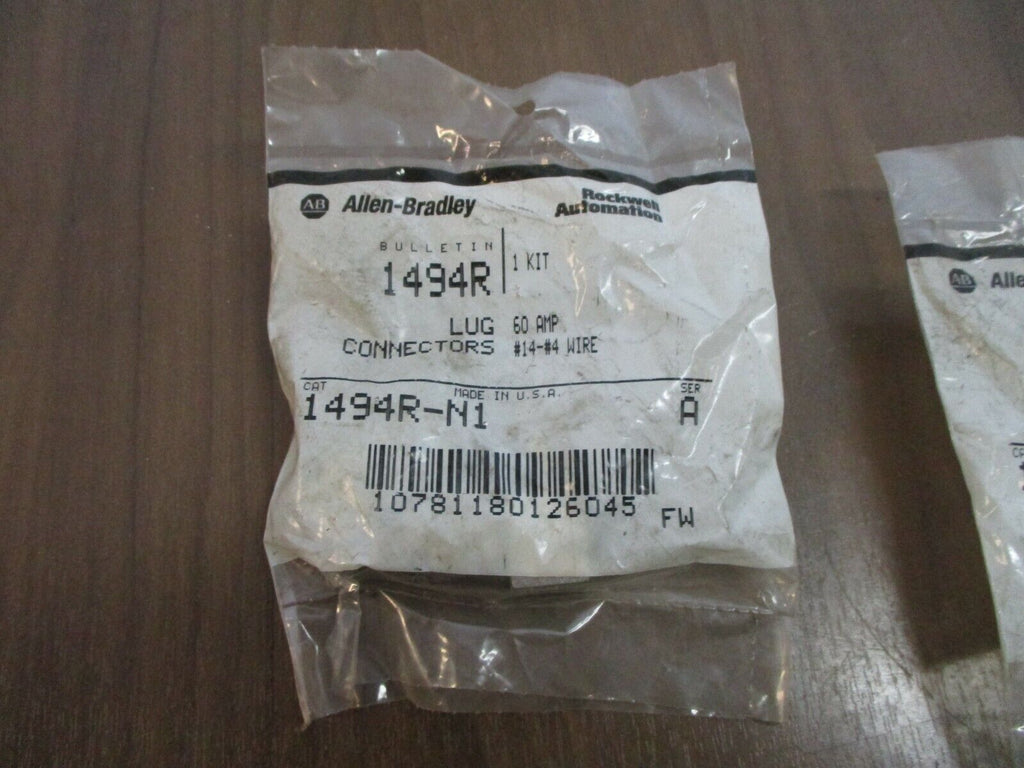 AB Allen-Bradley
Rockwell
Automation
BULLETIN
1494R
1 KIT
LUG 60 AMP
CONNECTORS #14-#4 WIRE
CAT MADE IN U.S.A. SER
1494R-N1 A
10781180126045 FW
AB Alle